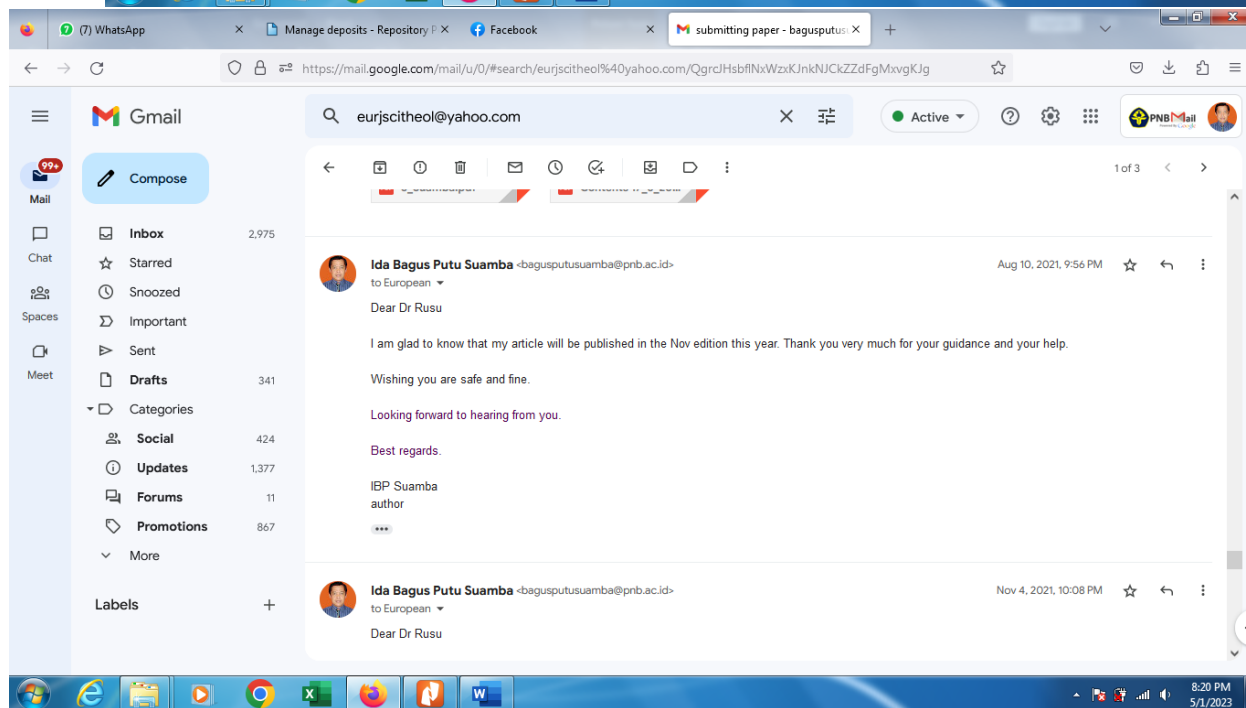 (7) WhatsApp
Manage deposits - Repository P
Facebook
submitting paper - bagusputus
https://mail.google.com/mail/u/0/#search/eurjscitheol%40yahoo.com/QgrcJHsbflNxWzxKJnkNJCkZZdFgMxvgKJg
Gmail
eurjscitheol@yahoo.com
Active
PNBMail
99+
Mail
Chat
Spaces
Meet
Compose
1 of 3
Inbox 2,975
Starred
Snoozed
Important
Sent
Drafts 341
Categories
Social 424
Updates 1,377
Forums 11
Promotions 867
More
Labels
Ida Bagus Putu Suamba <bagusputusuamba@pnb.ac.id> Aug 10, 2021, 9:56 PM
to European
Dear Dr Rusu
I am glad to know that my article will be published in the Nov edition this year. Thank you very much for your guidance and your help.
Wishing you are safe and fine.
Looking forward to hearing from you.
Best regards.
IBP Suamba
author
Ida Bagus Putu Suamba <bagusputusuamba@pnb.ac.id> Nov 4, 2021, 10:08 PM
to European
Dear Dr Rusu
8:20 PM
5/1/2023